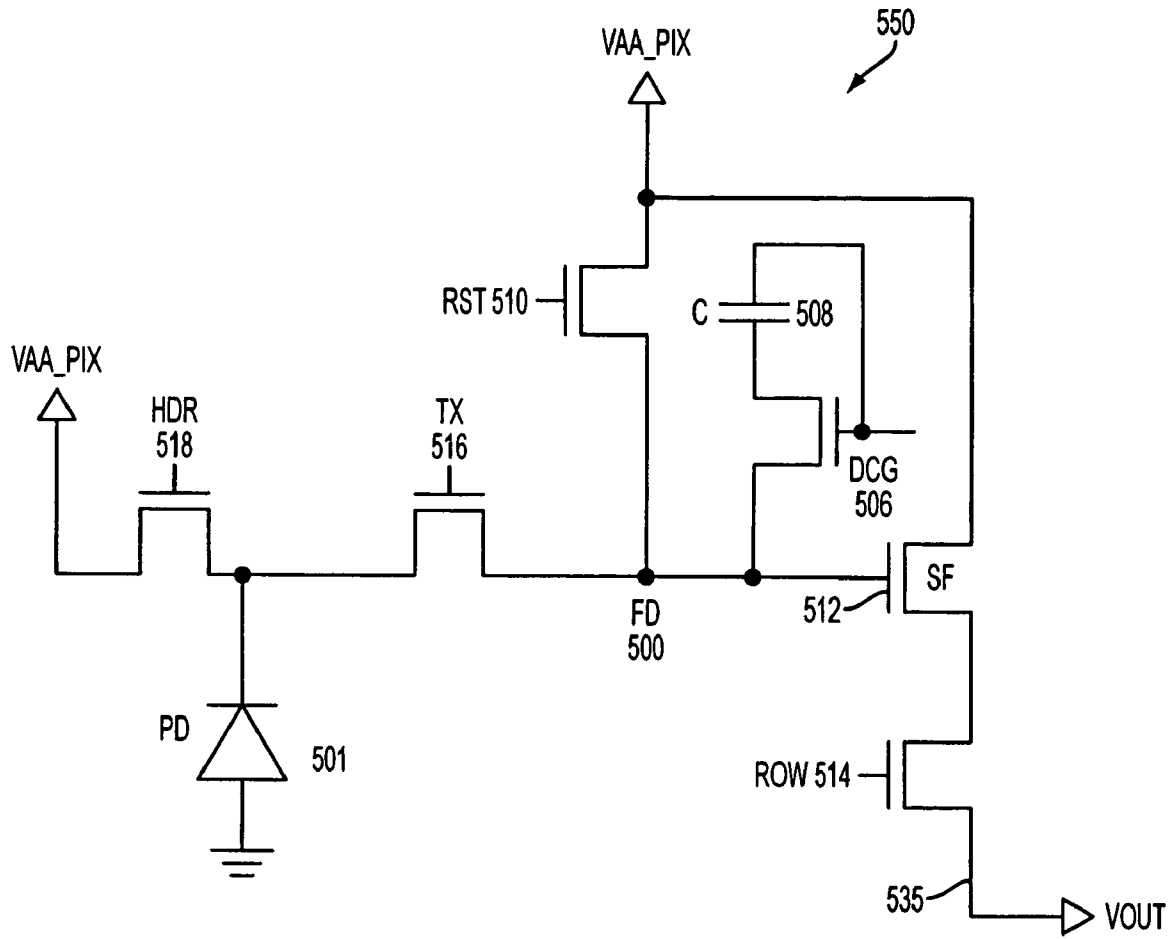 550
VAA_PIX
RST 510
C
508
VAA_PIX
HDR
518
TX
516
DCG
506
SF
512
FD
500
PD
501
ROW 514
535
VOUT